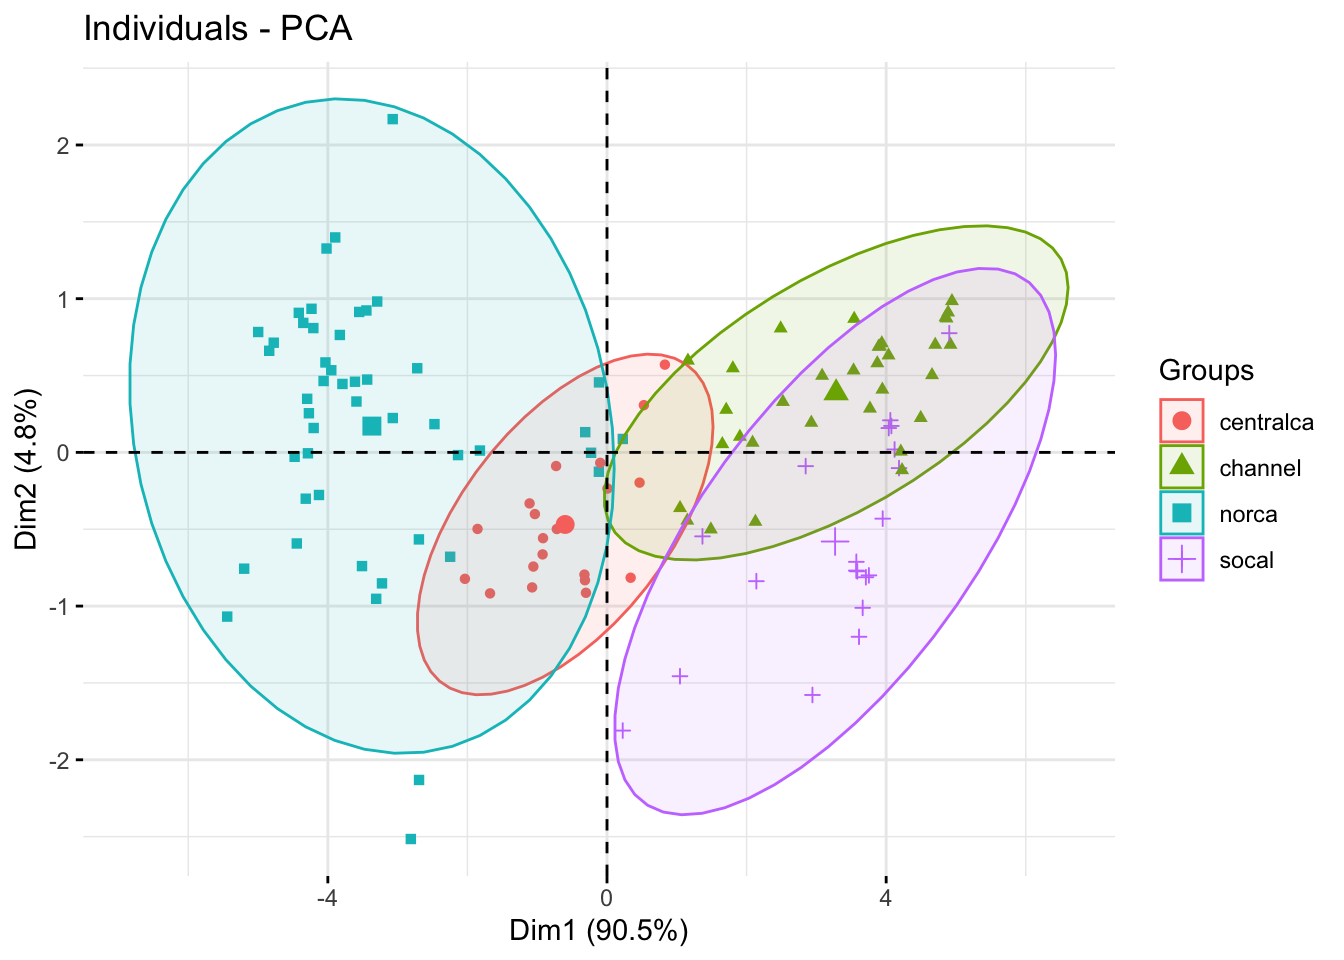 Individuals - PCA
Dim2 (4.8%)
2
1
0
-1
-2
-4
0
4
Dim1 (90.5%)
Groups
centralca
channel
norca
socal